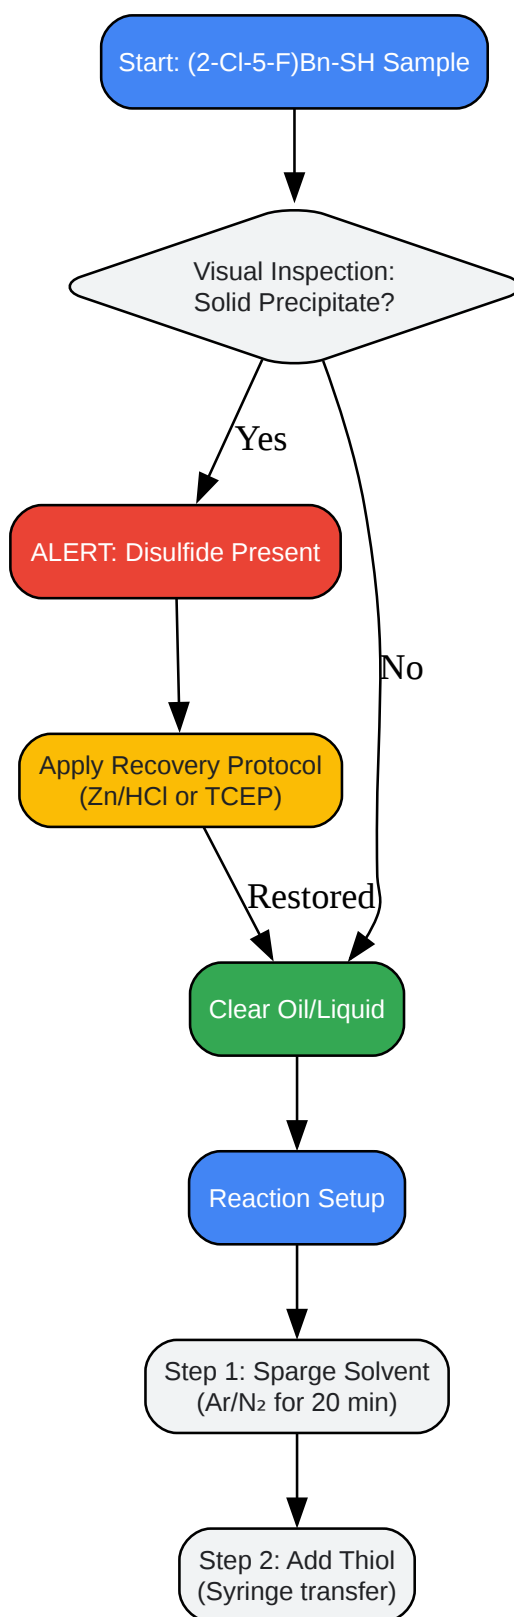 Start: (2-Cl-5-F)Bn-SH Sample
Visual Inspection:
Solid Precipitate?
Yes
ALERT: Disulfide Present
No
Apply Recovery Protocol
(Zn/HCl or TCEP)
Restored
Clear Oil/Liquid
Reaction Setup
Step 1: Sparge Solvent
(Ar/N₂ for 20 min)
Step 2: Add Thiol
(Syringe transfer)